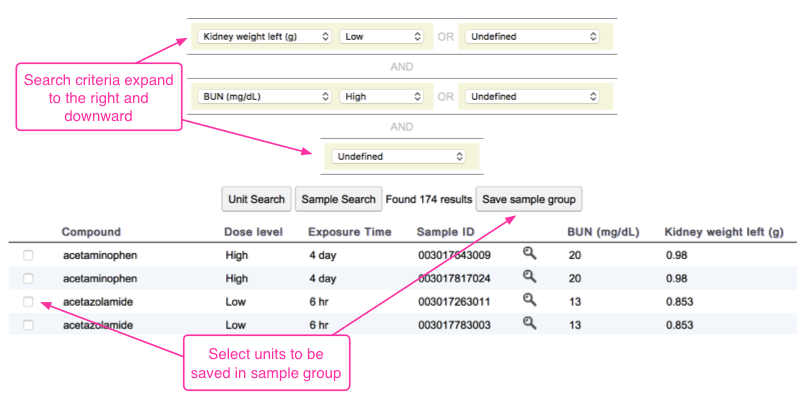 Kidney weight left (g) Low OR Undefined
AND
Search criteria expand
to the right and
downward
BUN (mg/dL) High OR Undefined
AND
Undefined
Unit Search Sample Search Found 174 results Save sample group
Compound Dose level Exposure Time Sample ID BUN (mg/dL) Kidney weight left (g)
acetaminophen High 4 day 003017643009 20 0.98
acetaminophen High 4 day 003017817024 20 0.98
acetazolamide Low 6 hr 003017263011 13 0.853
acetazolamide Low 6 hr 003017783003 13 0.853
Select units to be
saved in sample group